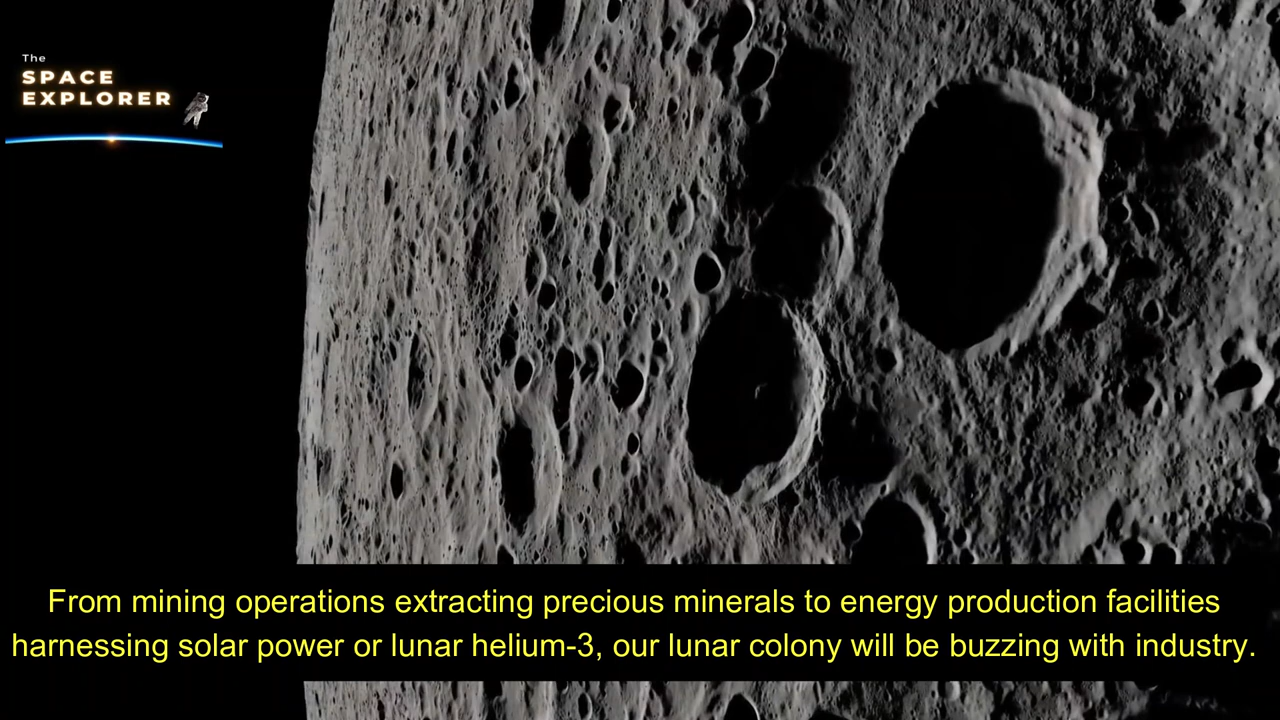 The
SPACE
EXPLORER
From mining operations extracting precious minerals to energy production facilities
harnessing solar power or lunar helium-3, our lunar colony will be buzzing with industry.